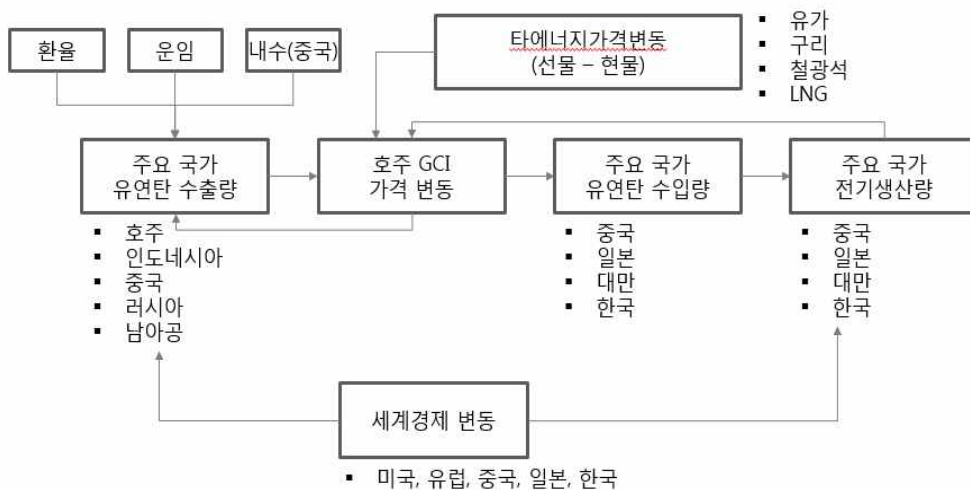 환율
운임
내수(중국)
타에너지가격변동
(선물 – 현물)
▪ 유가
▪ 구리
▪ 철광석
▪ LNG
주요 국가
유연탄 수출량
호주 GCI
가격 변동
주요 국가
유연탄 수입량
주요 국가
전기생산량
▪ 호주
▪ 인도네시아
▪ 중국
▪ 러시아
▪ 남아공
▪ 중국
▪ 일본
▪ 대만
▪ 한국
▪ 중국
▪ 일본
▪ 대만
▪ 한국
세계경제 변동
▪ 미국, 유럽, 중국, 일본, 한국